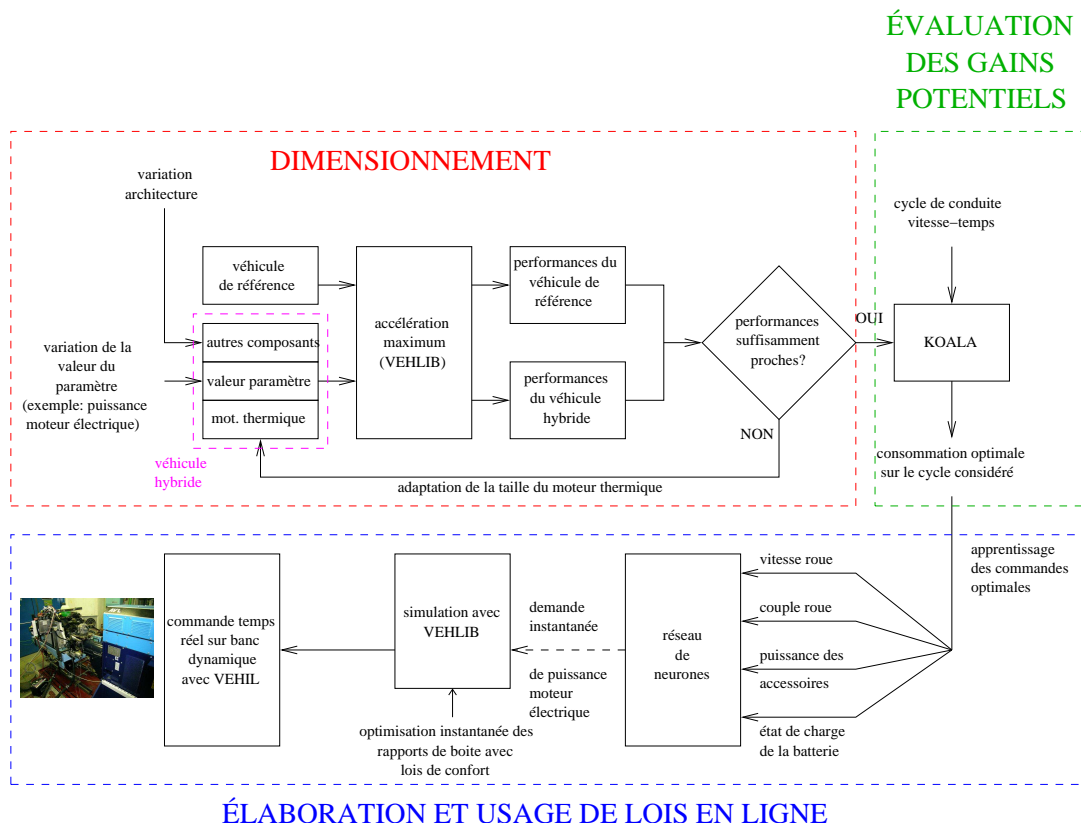 ÉVALUATION
DES GAINS
POTENTIELS
DIMENSIONNEMENT
variation
architecture
cycle de conduite
vitesse−temps
véhicule
de référence
accélération
maximum
(VEHLIB)
performances du
véhicule de
référence
performances
suffisamment
proches?
OUI
KOALA
variation de la
valeur du
paramètre
(exemple: puissance
moteur électrique)
autres composants
valeur paramètre
mot. thermique
performances
du véhicule
hybride
NON
véhicule
hybride
adaptation de la taille du moteur thermique
consommation optimale
sur le cycle considéré
apprentissage
des commandes
optimales
commande temps
réel sur banc
dynamique
avec VEHIL
simulation avec
VEHLIB
demande
instantanée
de puissance
moteur
électrique
réseau
de
neurones
vitesse roue
couple roue
puissance des
accessoires
état de charge
de la batterie
optimisation instantanée des
rapports de boite avec
lois de confort
ÉLABORATION ET USAGE DE LOIS EN LIGNE